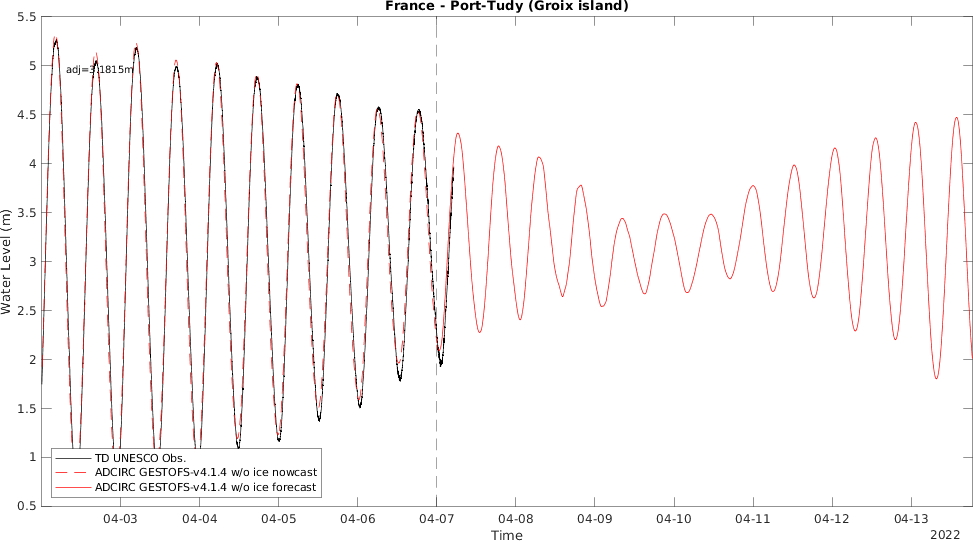 France - Port-Tudy (Groix island)
5.5
5
4.5
4
3.5
3
2.5
2
1.5
1
0.5
Water Level (m)
adj=3.1815m
TD UNESCO Obs.
ADCIRC GESTOFS-v4.1.4 w/o ice nowcast
ADCIRC GESTOFS-v4.1.4 w/o ice forecast
04-03 04-04 04-05 04-06 04-07 04-08 04-09 04-10 04-11 04-12 04-13
Time
2022